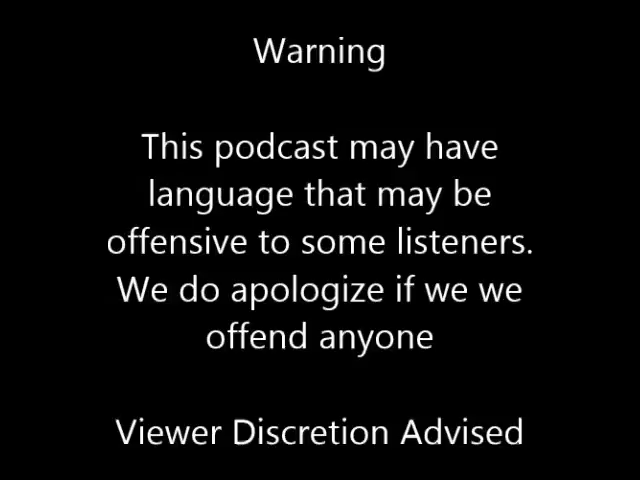 Warning
This podcast may have
language that may be
offensive to some listeners.
We do apologize if we we
offend anyone
Viewer Discretion Advised